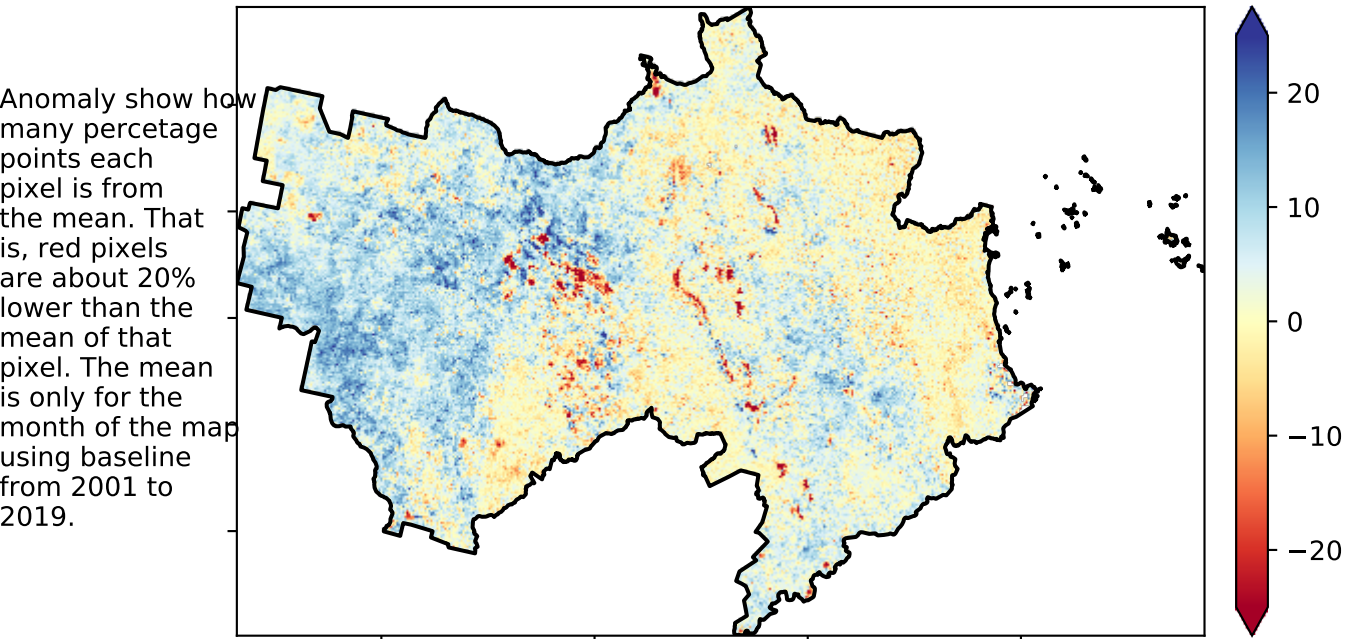 Anomaly show how
many percetage
points each
pixel is from
the mean. That
is, red pixels
are about 20%
lower than the
mean of that
pixel. The mean
is only for the
month of the map
using baseline
from 2001 to
2019.
20
10
0
−10
−20